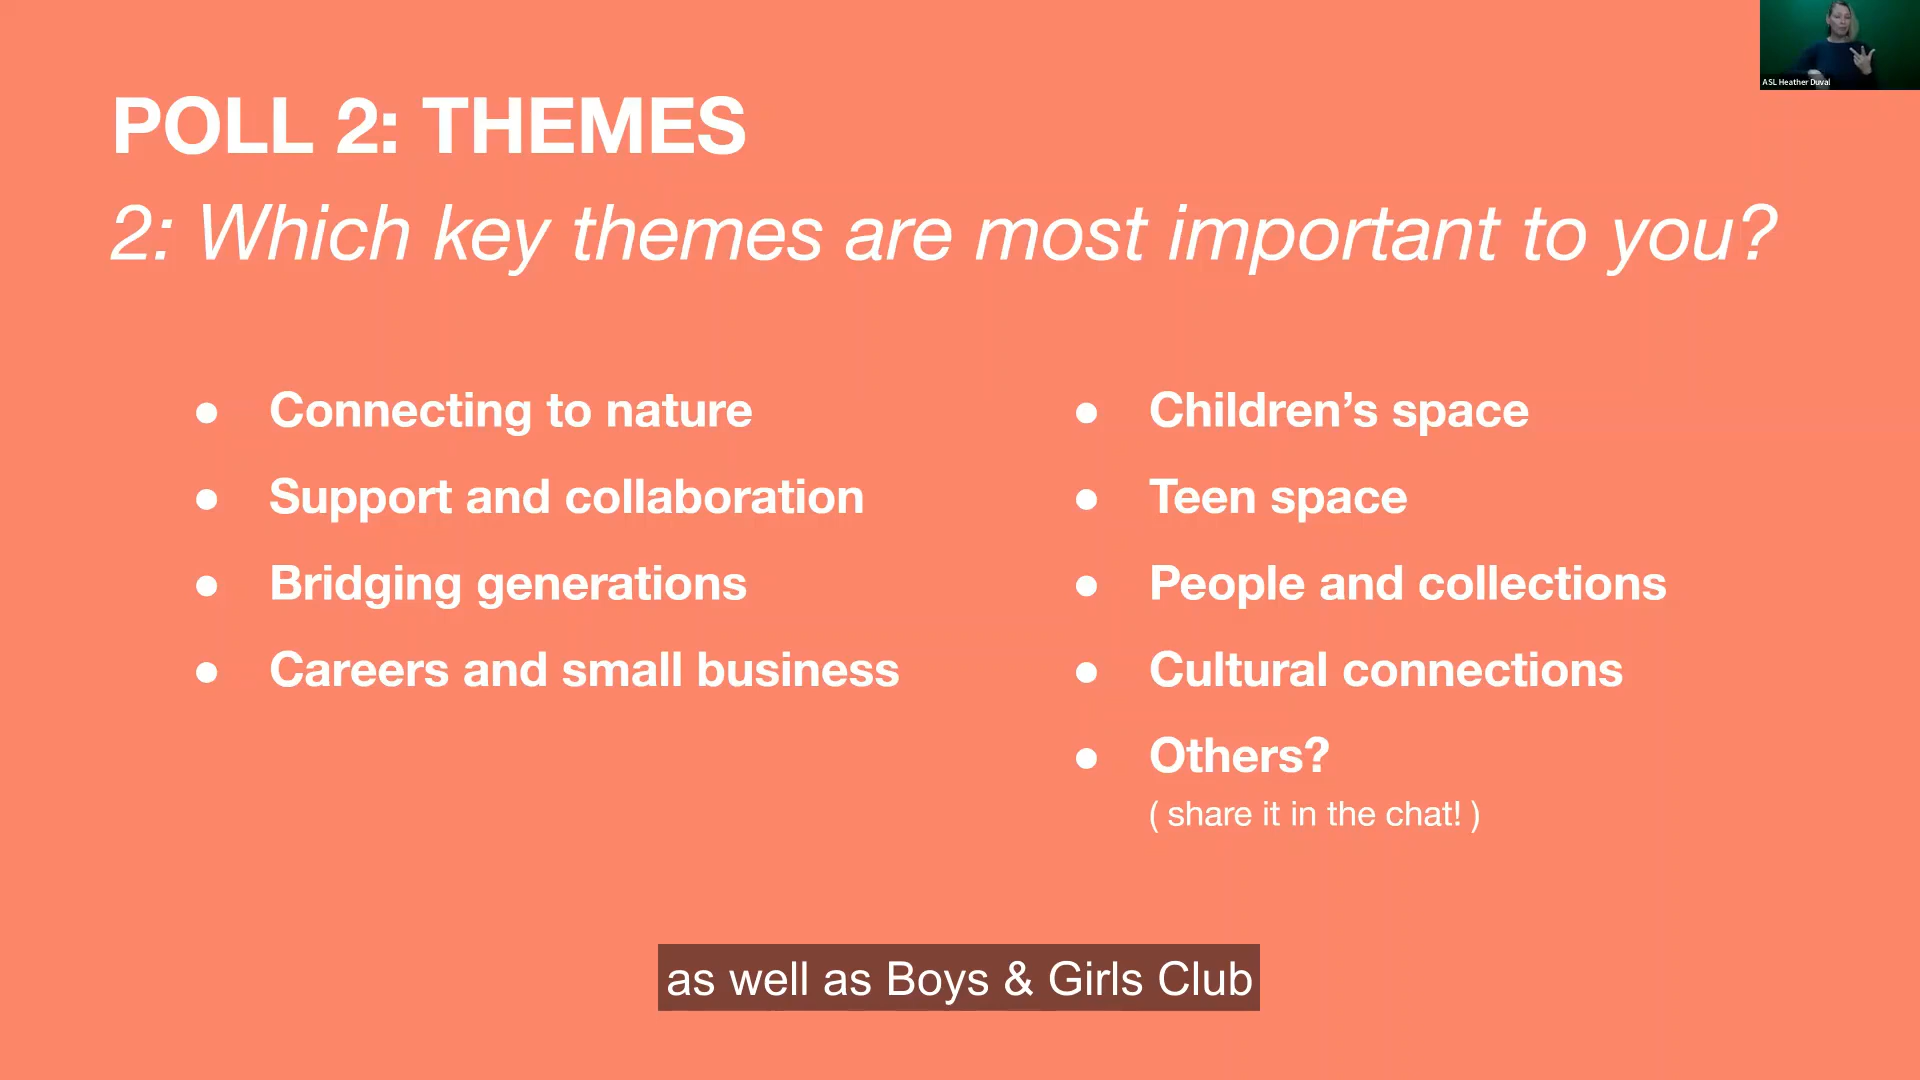 ASL Heather Duval
POLL 2: THEMES
2: Which key themes are most important to you?
● Connecting to nature
● Support and collaboration
● Bridging generations
● Careers and small business
● Children’s space
● Teen space
● People and collections
● Cultural connections
● Others?
( share it in the chat! )
as well as Boys & Girls Club